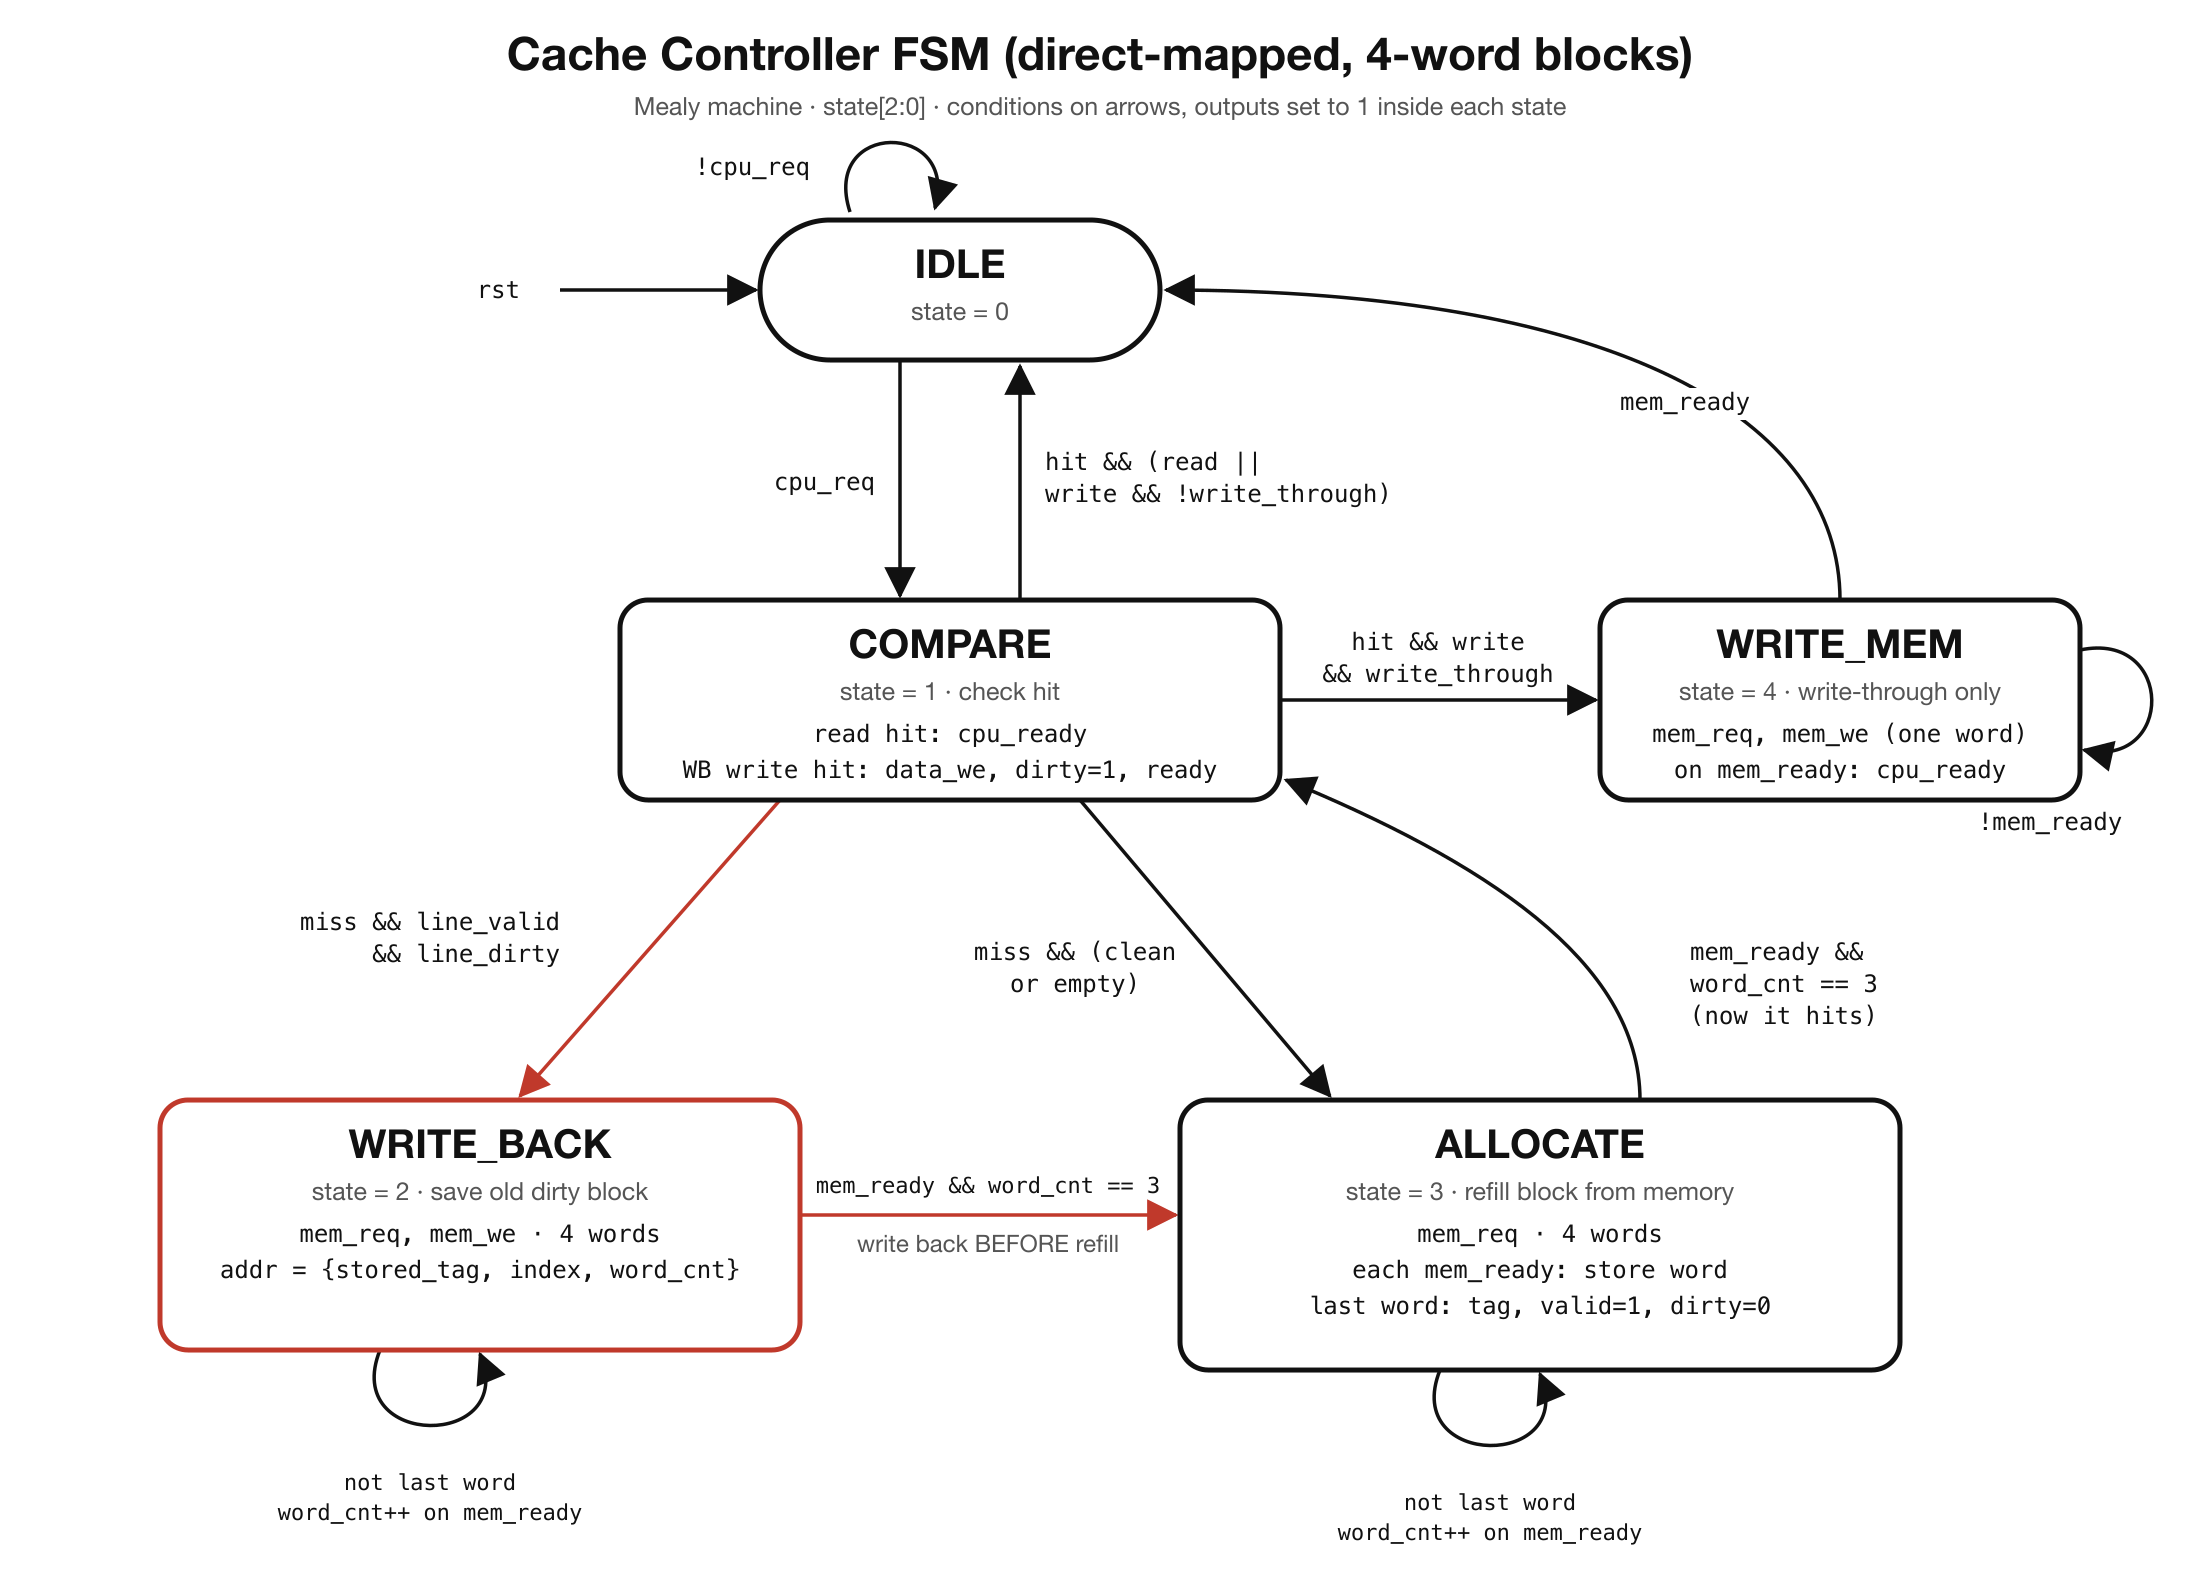 Cache Controller FSM (direct-mapped, 4-word blocks)
Mealy machine · state[2:0] · conditions on arrows, outputs set to 1 inside each state
!cpu_req
IDLE
state = 0
rst
mem_ready
cpu_req
hit && (read ||
write && !write_through)
COMPARE
state = 1 · check hit
read hit: cpu_ready
WB write hit: data_we, dirty=1, ready
hit && write
&& write_through
WRITE_MEM
state = 4 · write-through only
mem_req, mem_we (one word)
on mem_ready: cpu_ready
!mem_ready
miss && line_valid
&& line_dirty
miss && (clean
or empty)
mem_ready &&
word_cnt == 3
(now it hits)
WRITE_BACK
state = 2 · save old dirty block
mem_req, mem_we · 4 words
addr = {stored_tag, index, word_cnt}
mem_ready && word_cnt == 3
write back BEFORE refill
ALLOCATE
state = 3 · refill block from memory
mem_req · 4 words
each mem_ready: store word
last word: tag, valid=1, dirty=0
not last word
word_cnt++ on mem_ready
not last word
word_cnt++ on mem_ready